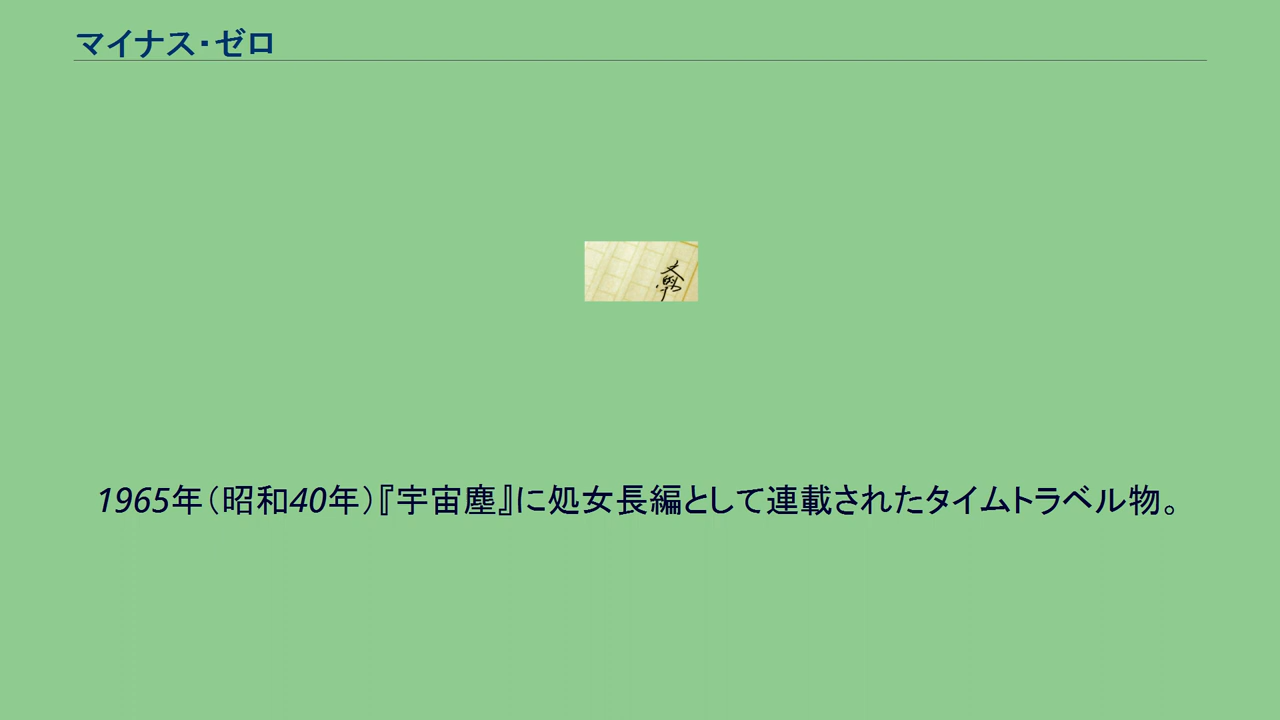 マイナス・ゼロ
1965年（昭和40年）『宇宙塵』に処女長編として連載されたタイムトラベル物。